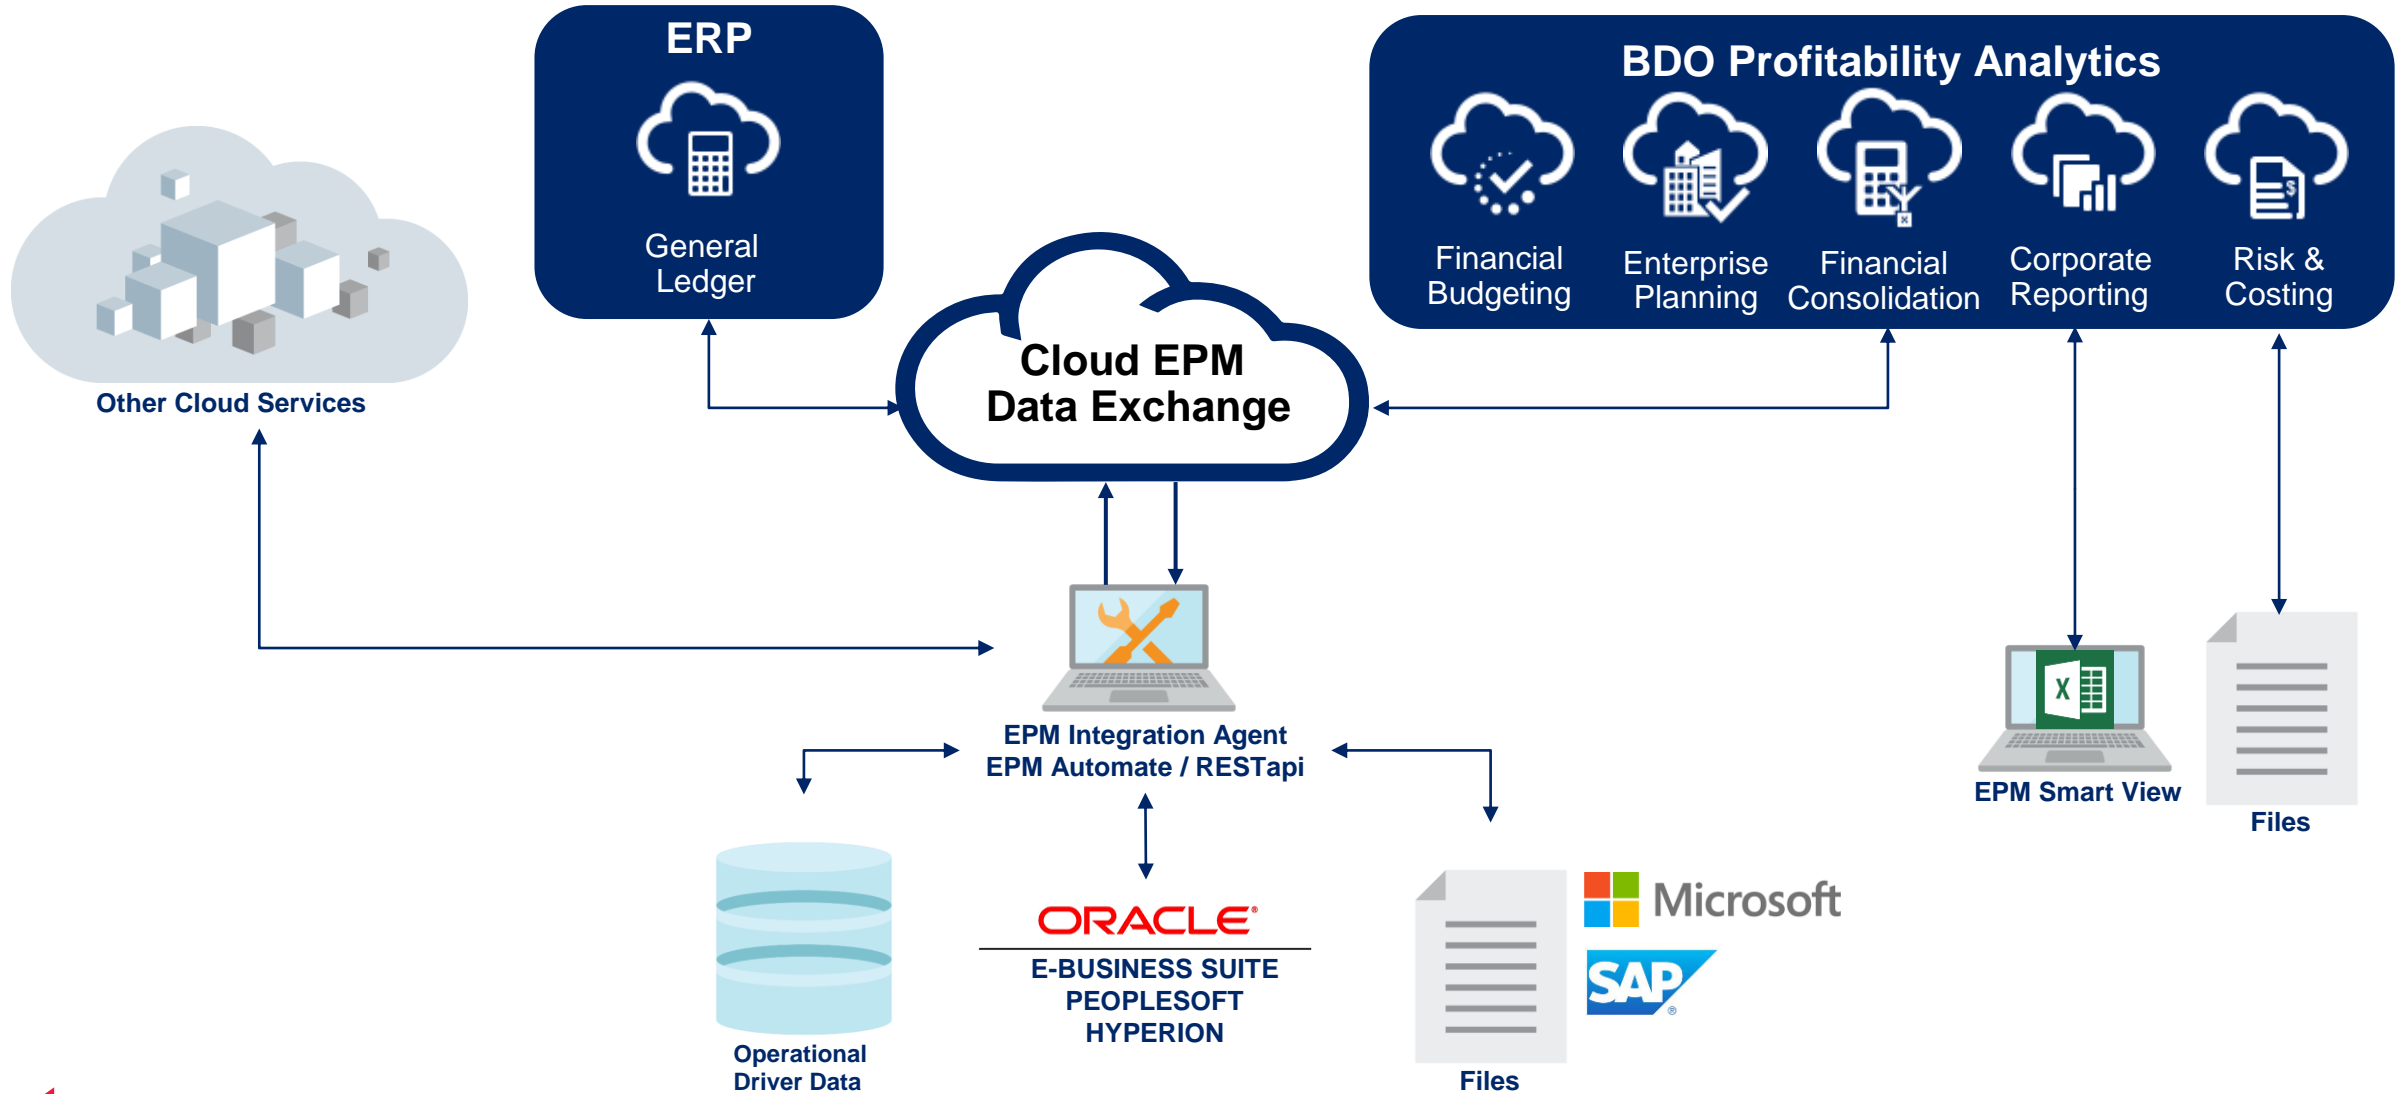 ERP
General
Ledger
BDO Profitability Analytics
Financial
Budgeting
Enterprise
Planning
Financial
Consolidation
Corporate
Reporting
$
Risk &
Costing
Other Cloud Services
Cloud EPM
Data Exchange
EPM Integration Agent
EPM Automate / RESTapi
X
EPM Smart View
Files
Operational
Driver Data
ORACLE®
E-BUSINESS SUITE
PEOPLESOFT
HYPERION
Files
Microsoft
SAP®